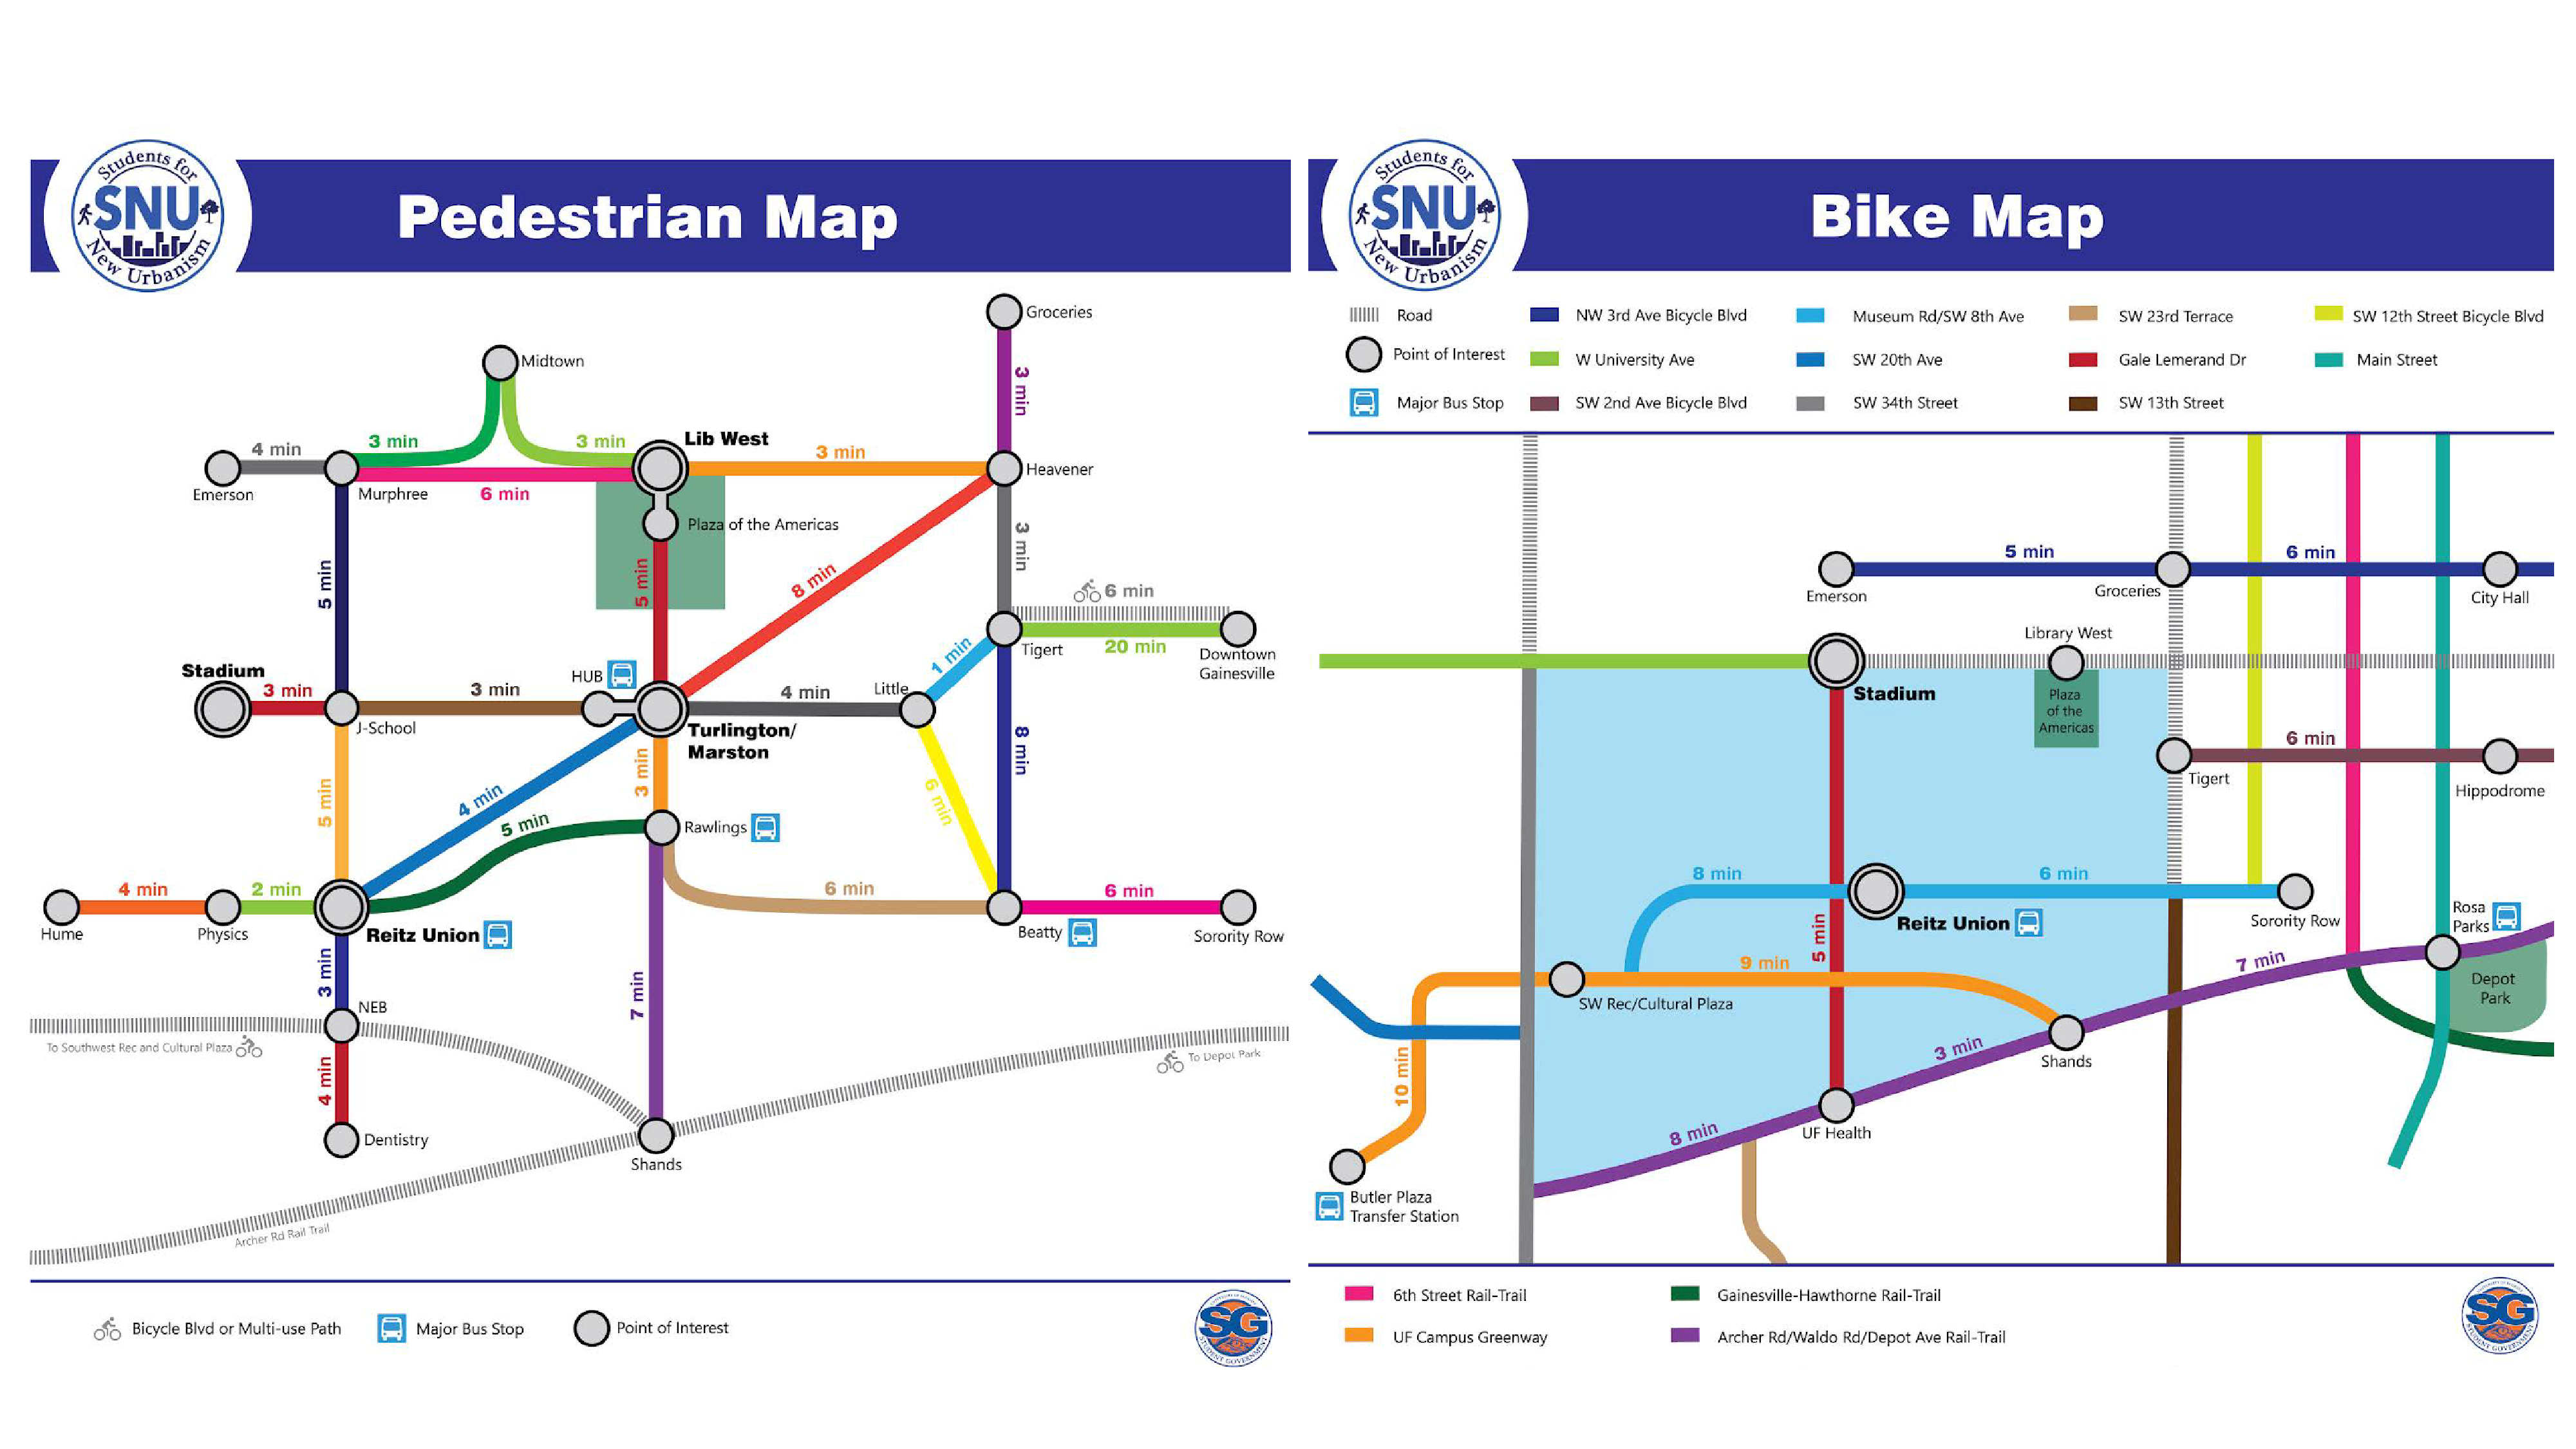 Students for
SNU
New Urbanism
Pedestrian Map
Groceries
Midtown
3 min
Lib West
4 min
3 min
3 min
3 min
Emerson
Murphree
6 min
Heavener
Plaza of the Americas
5 min
5 min
8 min
3 min
6 min
Tigert
20 min
Downtown
Gainesville
1 min
Stadium
HUB
3 min
3 min
4 min
Little
J-School
Turlington/
Marston
8 min
5 min
3 min
4 min
5 min
6 min
Rawlings
4 min
2 min
6 min
6 min
Hume
Physics
Reitz Union
Beatty
Sorority Row
3 min
7 min
NEB
To Southwest Rec and Cultural Plaza
To Depot Park
4 min
Dentistry
Shands
Archer Rd Rail Trail
Bicycle Blvd or Multi-use Path
Major Bus Stop
Point of Interest
SG
STUDENT GOVERNMENT
Students for
SNU
New Urbanism
Bike Map
Road
NW 3rd Ave Bicycle Blvd
Museum Rd/SW 8th Ave
SW 23rd Terrace
SW 12th Street Bicycle Blvd
Point of Interest
W University Ave
SW 20th Ave
Gale Lemerand Dr
Main Street
Major Bus Stop
SW 2nd Ave Bicycle Blvd
SW 34th Street
SW 13th Street
5 min
6 min
Emerson
Groceries
City Hall
Library West
Stadium
Plaza
of the
Americas
6 min
Tigert
Hippodrome
8 min
6 min
Reitz Union
Sorority Row
Rosa
Parks
5 min
9 min
7 min
SW Rec/Cultural Plaza
Depot
Park
10 min
3 min
Shands
8 min
UF Health
Butler Plaza
Transfer Station
6th Street Rail-Trail
Gainesville-Hawthorne Rail-Trail
UF Campus Greenway
Archer Rd/Waldo Rd/Depot Ave Rail-Trail
SG
STUDENT GOVERNMENT